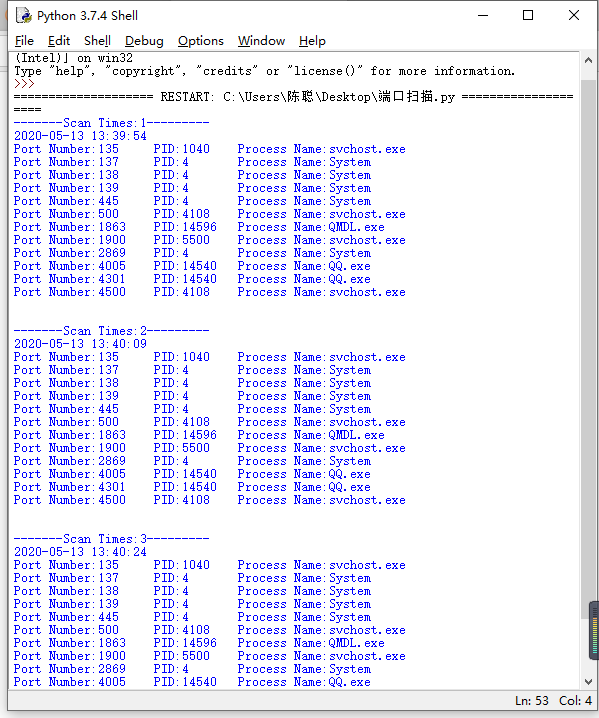 Python 3.7.4 Shell
File Edit Shell Debug Options Window Help
(Intel)] on win32
Type "help", "copyright", "credits" or "license()" for more information.
>>>
==================== RESTART: C:\Users\陈聪\Desktop\端口扫描.py ================
====
-------Scan Times:1---------
2020-05-13 13:39:54
Port Number:135 PID:1040 Process Name:svchost.exe
Port Number:137 PID:4 Process Name:System
Port Number:138 PID:4 Process Name:System
Port Number:139 PID:4 Process Name:System
Port Number:445 PID:4 Process Name:System
Port Number:500 PID:4108 Process Name:svchost.exe
Port Number:1863 PID:14596 Process Name:QMDL.exe
Port Number:1900 PID:5500 Process Name:svchost.exe
Port Number:2869 PID:4 Process Name:System
Port Number:4005 PID:14540 Process Name:QQ.exe
Port Number:4301 PID:14540 Process Name:QQ.exe
Port Number:4500 PID:4108 Process Name:svchost.exe
-------Scan Times:2---------
2020-05-13 13:40:09
Port Number:135 PID:1040 Process Name:svchost.exe
Port Number:137 PID:4 Process Name:System
Port Number:138 PID:4 Process Name:System
Port Number:139 PID:4 Process Name:System
Port Number:445 PID:4 Process Name:System
Port Number:500 PID:4108 Process Name:svchost.exe
Port Number:1863 PID:14596 Process Name:QMDL.exe
Port Number:1900 PID:5500 Process Name:svchost.exe
Port Number:2869 PID:4 Process Name:System
Port Number:4005 PID:14540 Process Name:QQ.exe
Port Number:4301 PID:14540 Process Name:QQ.exe
Port Number:4500 PID:4108 Process Name:svchost.exe
-------Scan Times:3---------
2020-05-13 13:40:24
Port Number:135 PID:1040 Process Name:svchost.exe
Port Number:137 PID:4 Process Name:System
Port Number:138 PID:4 Process Name:System
Port Number:139 PID:4 Process Name:System
Port Number:445 PID:4 Process Name:System
Port Number:500 PID:4108 Process Name:svchost.exe
Port Number:1863 PID:14596 Process Name:QMDL.exe
Port Number:1900 PID:5500 Process Name:svchost.exe
Port Number:2869 PID:4 Process Name:System
Port Number:4005 PID:14540 Process Name:QQ.exe
Ln: 53 Col: 4